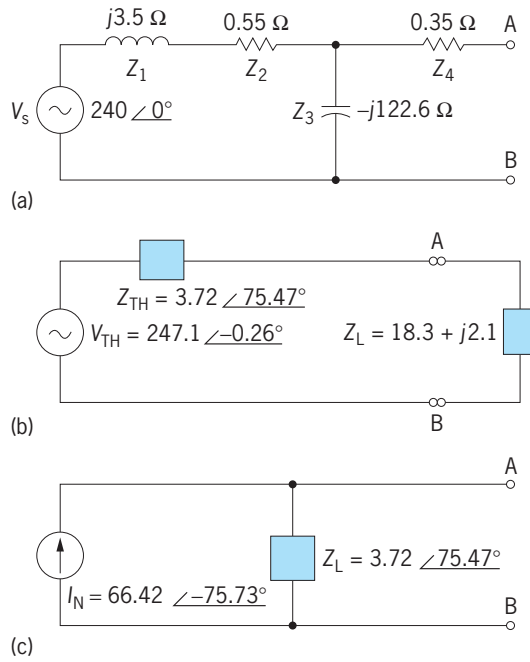 j3.5 Ω 0.55 Ω 0.35 Ω A
Z1 Z2 Z4
Vs 240 ∠0° Z3 −j122.6 Ω
B
(a)
A
ZTH = 3.72 ∠75.47°
VTH = 247.1 ∠−0.26° ZL = 18.3 + j2.1
B
(b)
A
ZL = 3.72 ∠75.47°
IN = 66.42 ∠−75.73°
B
(c)